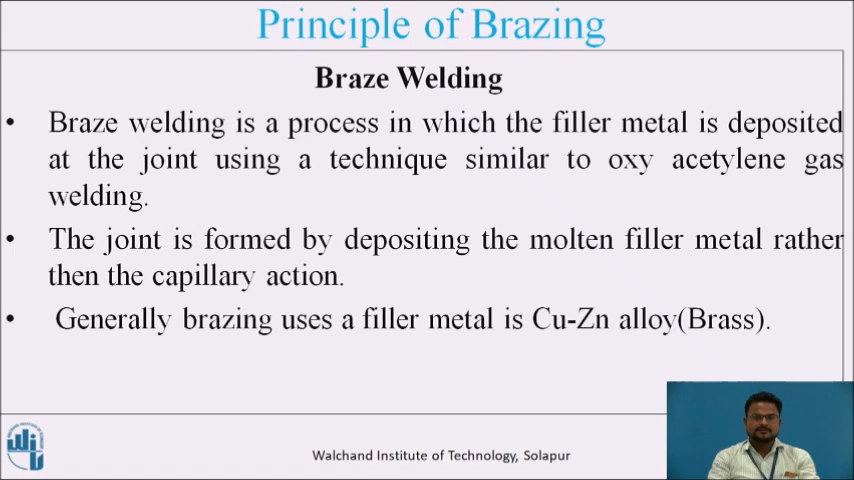 Principle of Brazing
Braze Welding
• Braze welding is a process in which the filler metal is deposited
at the joint using a technique similar to oxy acetylene gas
welding.
• The joint is formed by depositing the molten filler metal rather
then the capillary action.
• Generally brazing uses a filler metal is Cu-Zn alloy(Brass).
Walchand Institute of Technology, Solapur